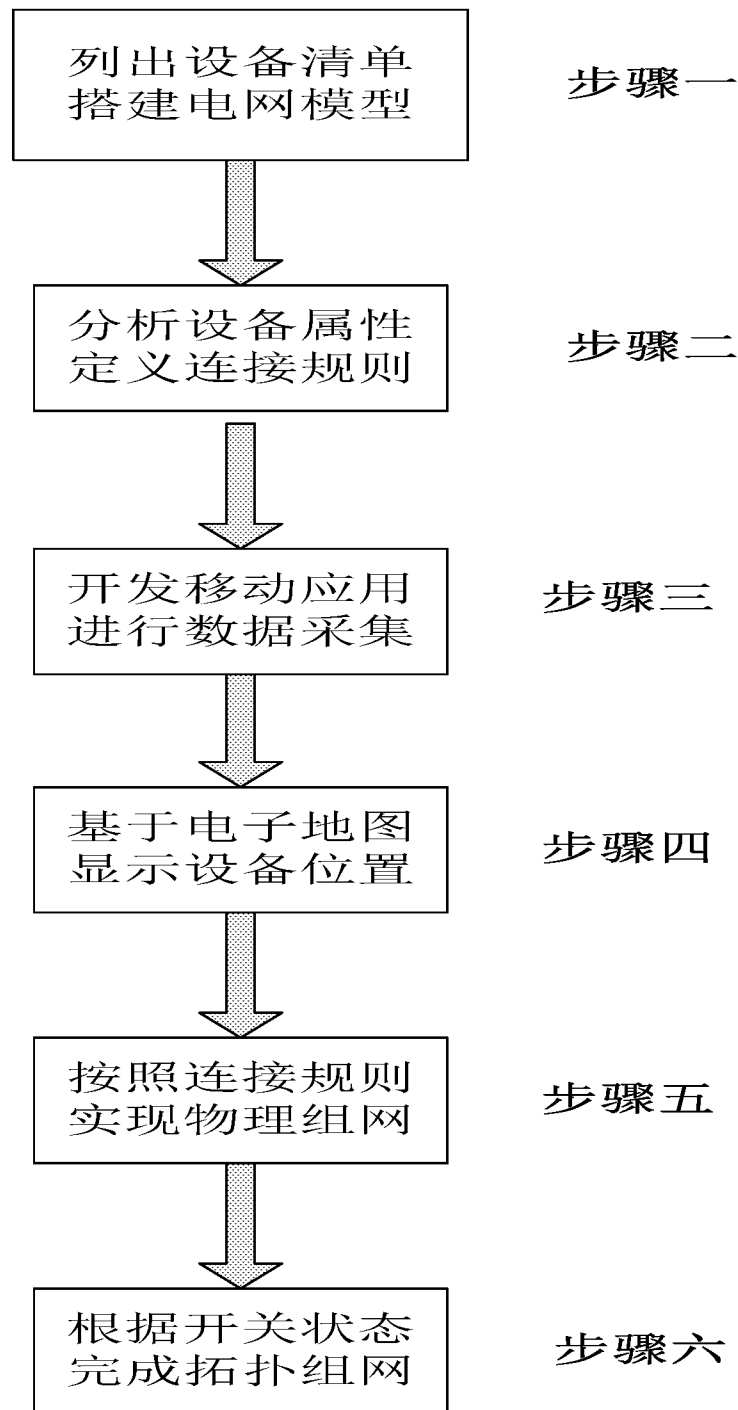 列出设备清单
搭建电网模型
步骤一
分析设备属性
定义连接规则
步骤二
开发移动应用
进行数据采集
步骤三
基于电子地图
显示设备位置
步骤四
按照连接规则
实现物理组网
步骤五
根据开关状态
完成拓扑组网
步骤六